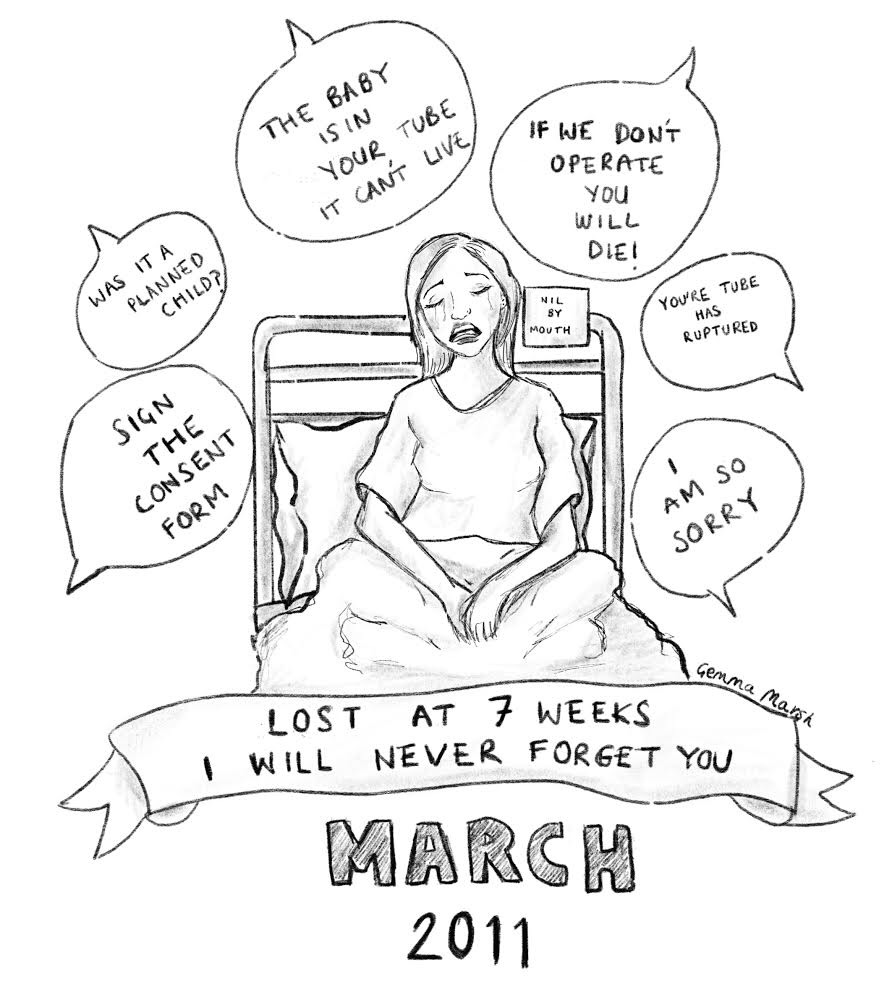 THE BABY
IS IN
YOUR TUBE
IT CAN'T LIVE
IF WE DON'T
OPERATE
YOU
WILL
DIE!
WAS IT A
PLANNED
CHILD?
NIL
BY
MOUTH
YOU'RE TUBE
HAS
RUPTURED
SIGN
THE
CONSENT
FORM
I
AM SO
SORRY
Gemma Marsh
LOST AT 7 WEEKS
I WILL NEVER FORGET YOU
MARCH
2011